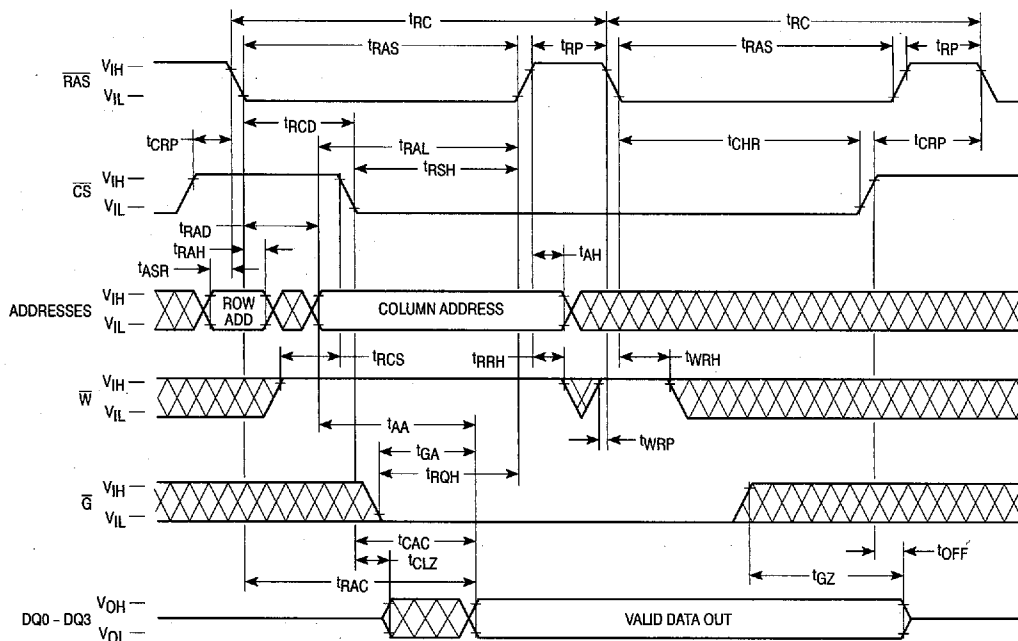 tRC tRC
tRAS tRP tRAS tRP
RAS VIH
VIL
tCRP tRCD tRAL tRSH tCHR tCRP
CS VIH
VIL
tRAD
tRAH tAH
tASR
ADDRESSES VIH ROW ADD COLUMN ADDRESS
VIL
tRCS tRRH tWRH
W VIH
VIL
tAA tWRP
tGA
tRQH
G VIH
VIL
tCAC tOFF
tCLZ tGZ
tRAC
DQ0 – DQ3 VOH VALID DATA OUT
VOL